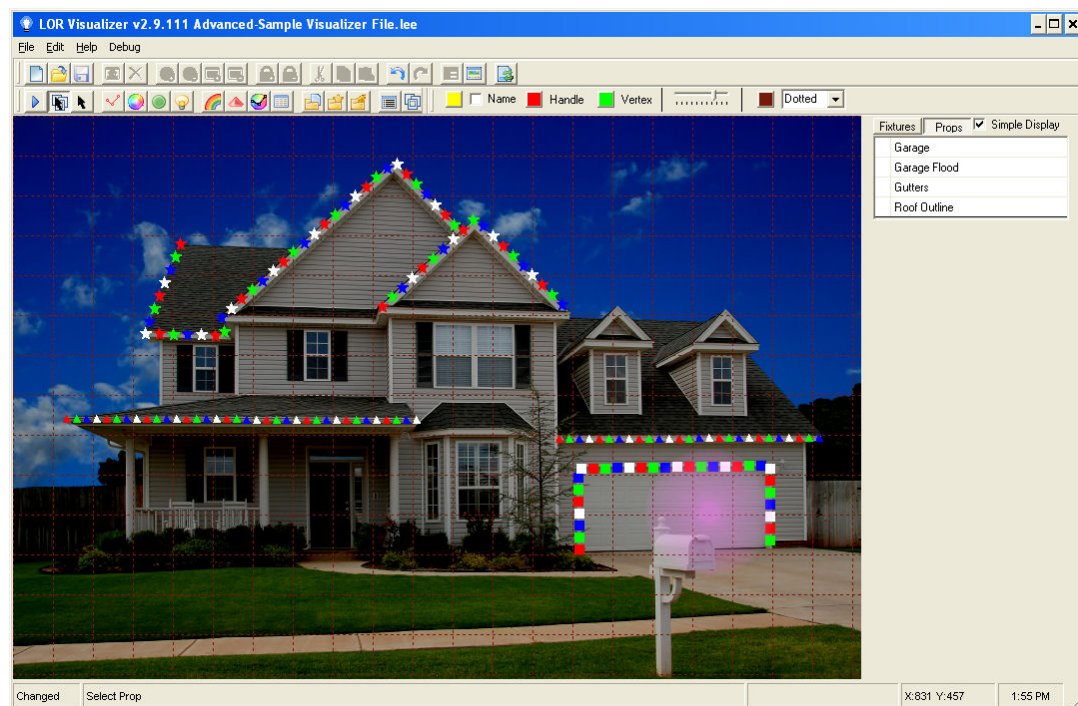 LOR Visualizer v2.9.111 Advanced-Sample Visualizer File.lee
File Edit Help Debug
Name Handle Vertex Dotted
Fixtures Props Simple Display
Garage
Garage Flood
Gutters
Roof Outline
Changed Select Prop X:831 Y:457 1:55 PM